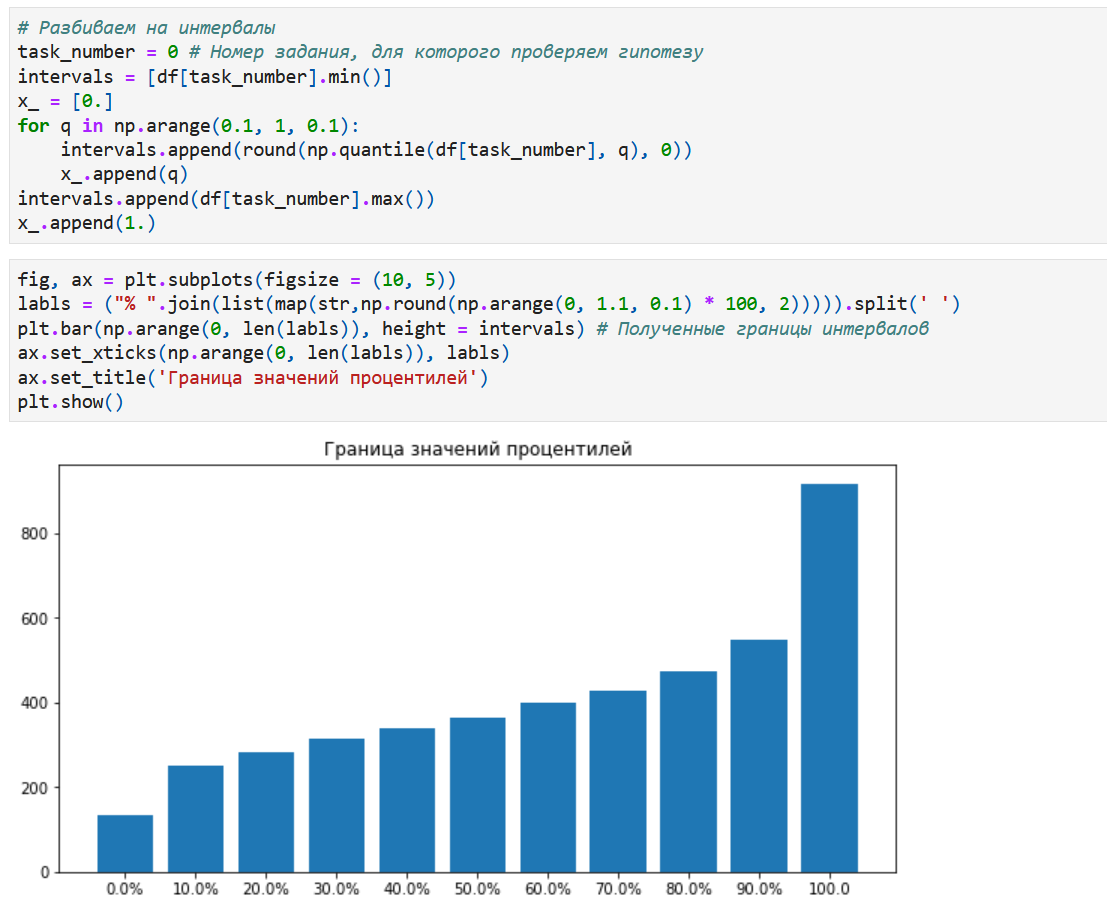 # Разбиваем на интервалы
task_number = 0 # Номер задания, для которого проверяем гипотезу
intervals = [df[task_number].min()]
x_ = [0.]
for q in np.arange(0.1, 1, 0.1):
    intervals.append(round(np.quantile(df[task_number], q), 0))
    x_.append(q)
intervals.append(df[task_number].max())
x_.append(1.)
fig, ax = plt.subplots(figsize = (10, 5))
labls = ("% ".join(list(map(str,np.round(np.arange(0, 1.1, 0.1) * 100, 2))))).split(' ')
plt.bar(np.arange(0, len(labls)), height = intervals) # Полученные границы интервалов
ax.set_xticks(np.arange(0, len(labls)), labls)
ax.set_title('Граница значений процентилей')
plt.show()
Граница значений процентилей
800
600
400
200
0
0.0% 10.0% 20.0% 30.0% 40.0% 50.0% 60.0% 70.0% 80.0% 90.0% 100.0